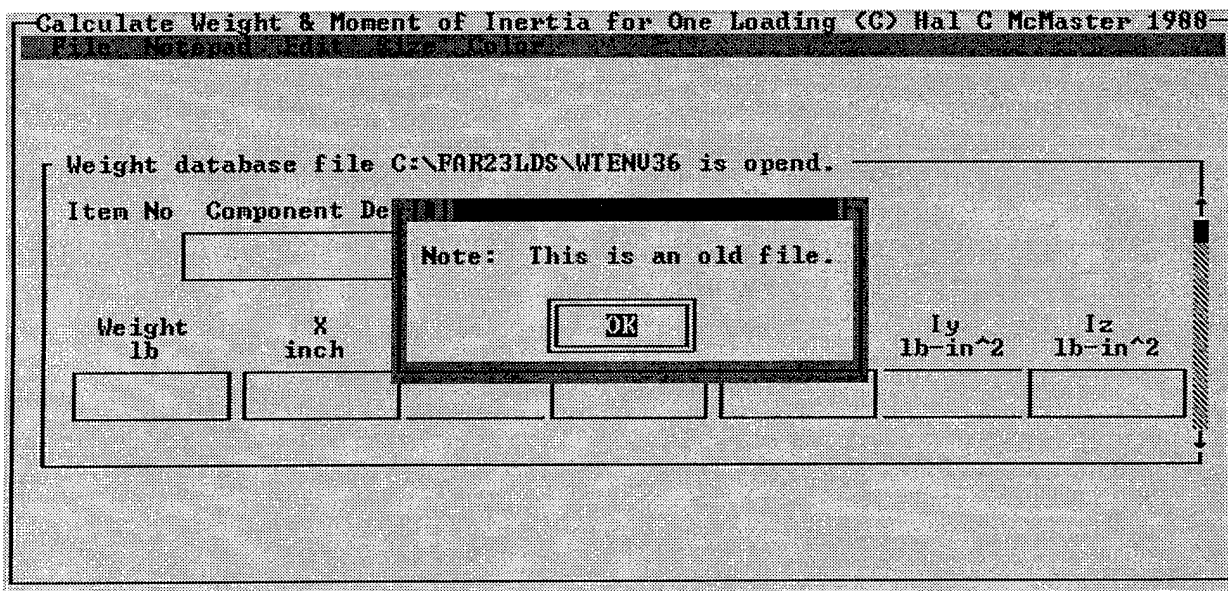 Calculate Weight & Moment of Inertia for One Loading (C) Hal C McMaster 1988
File Notepad Edit Size Color
Weight database file C:\FAR23LDS\WTENV36 is opend.
Item No Component De
Note: This is an old file.
OK
Weight X Iy Iz
lb inch lb-in^2 lb-in^2